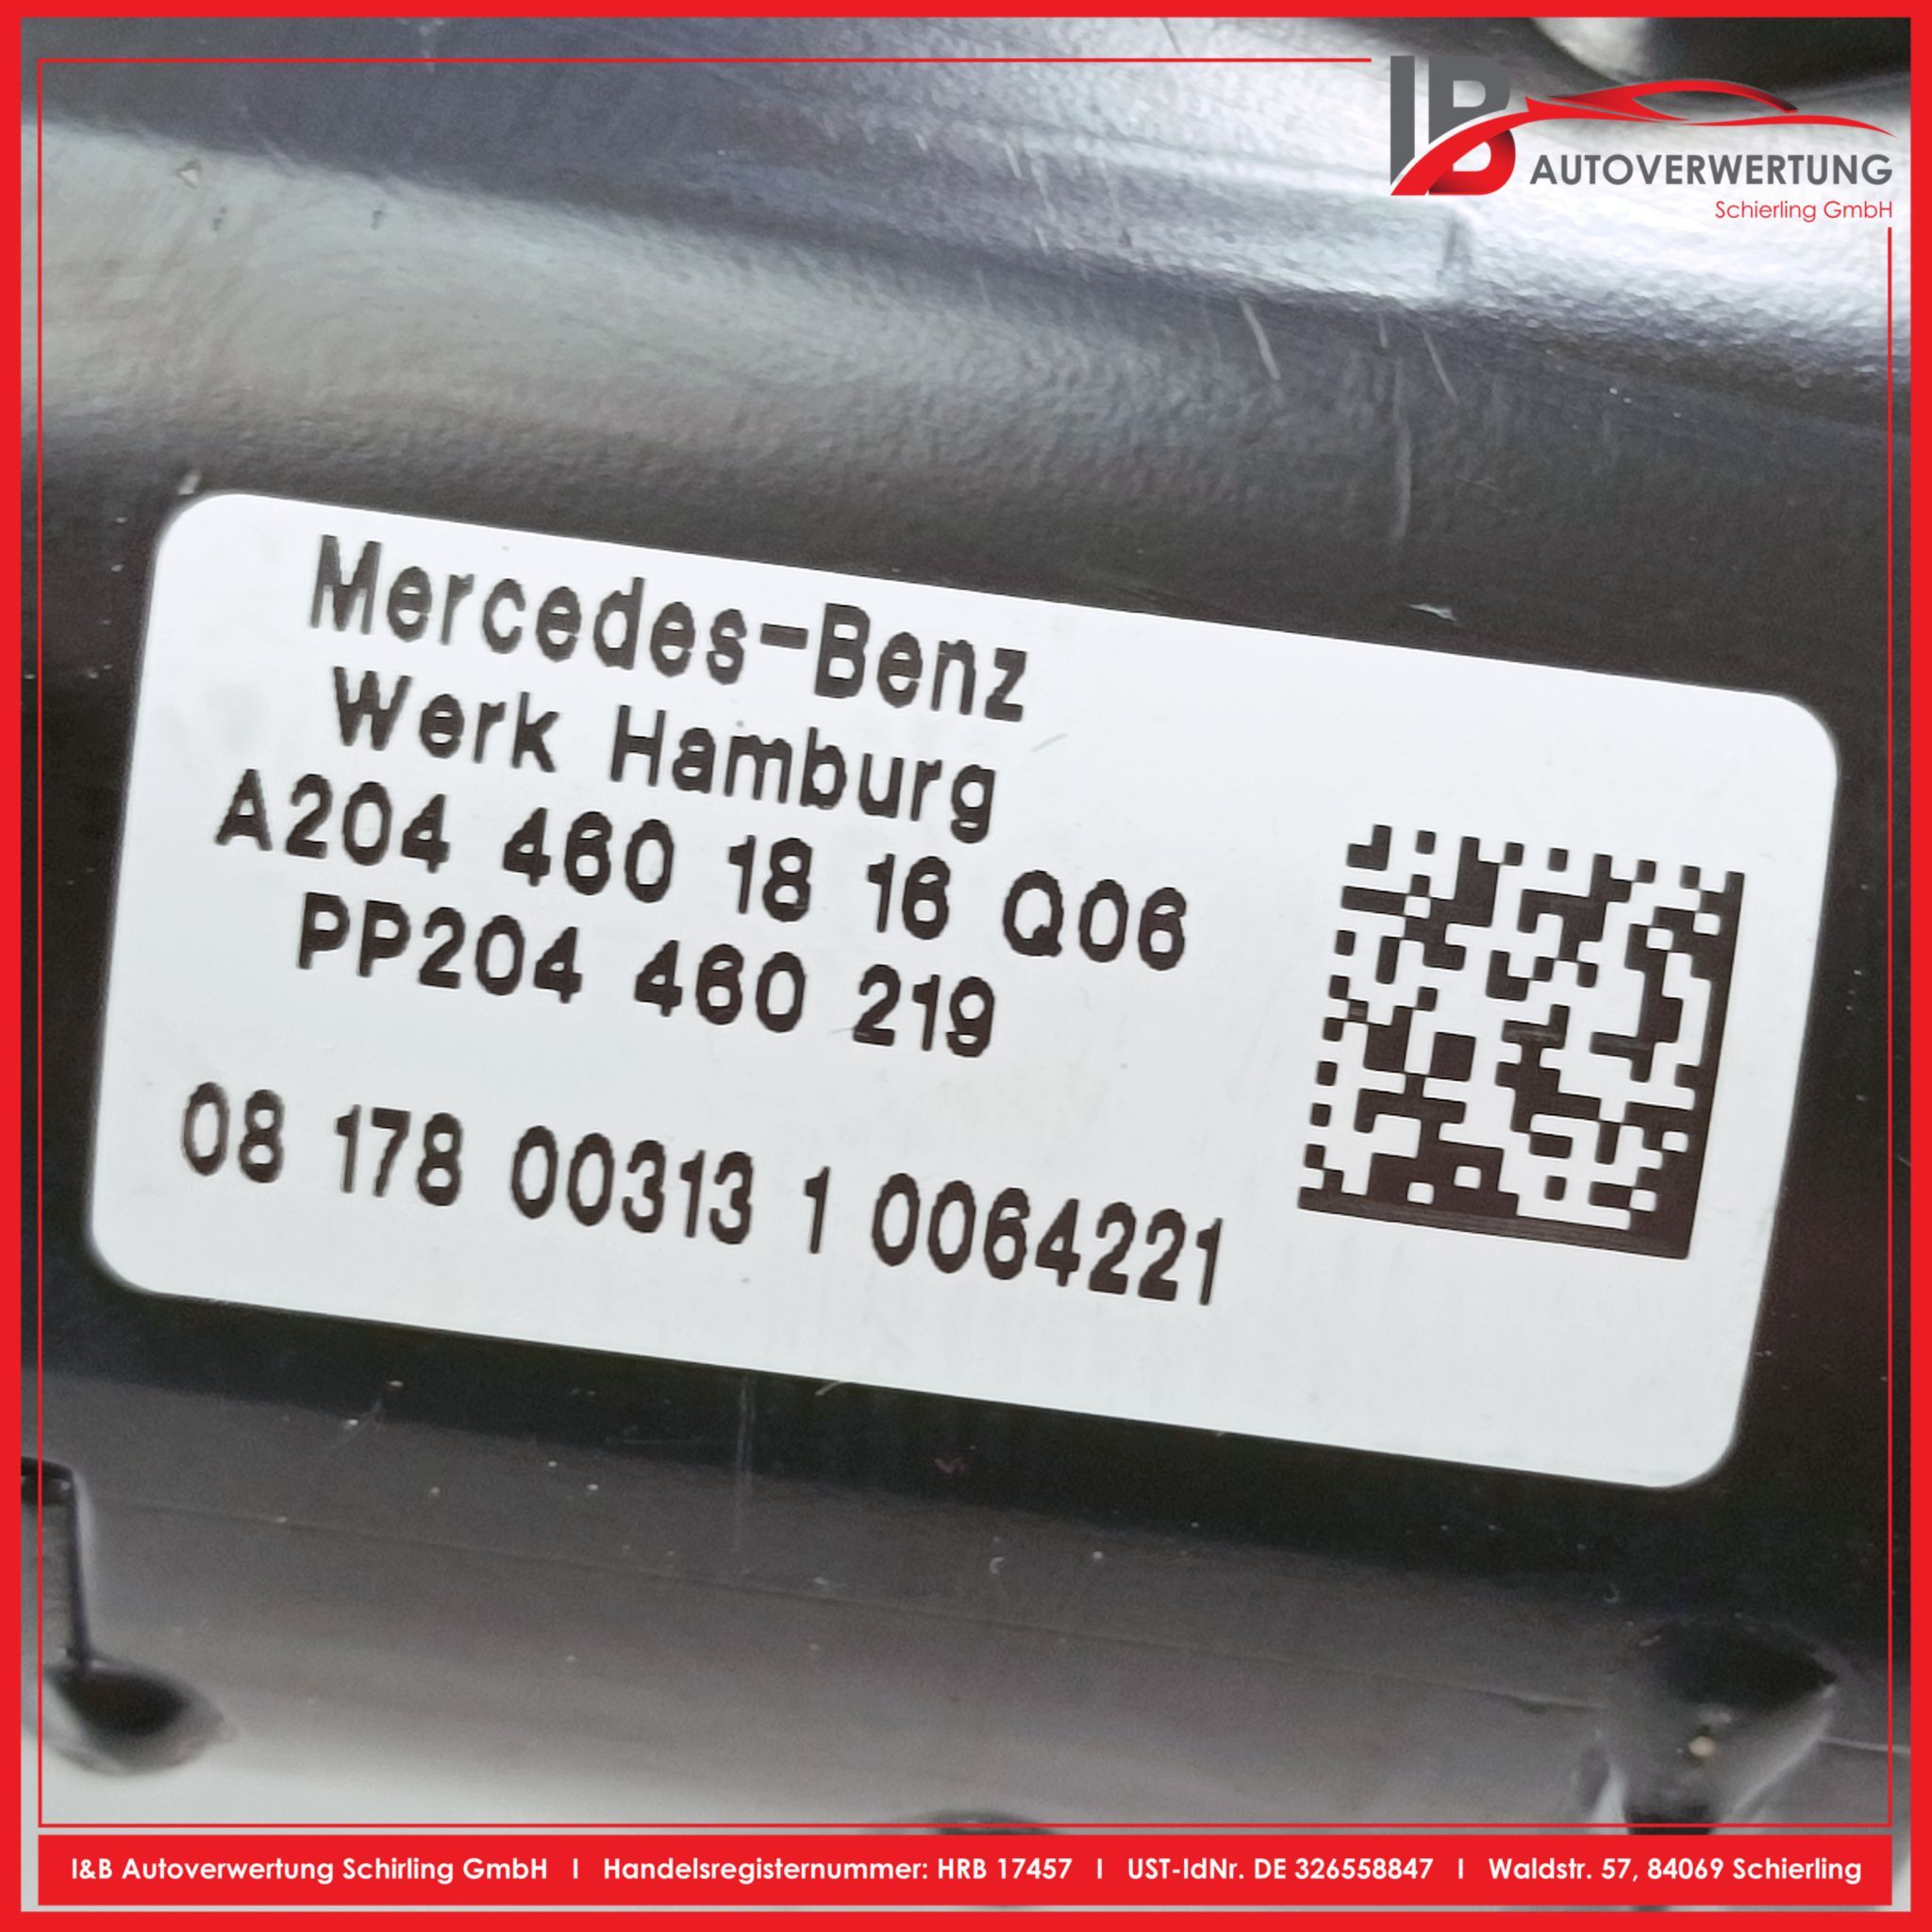 IB
AUTOVERWERTUNG
Schierling GmbH
Mercedes-Benz
Werk Hamburg
A204 460 18 16 Q06
PP204 460 219
08 178 00313 1 0064221
I&B Autoverwertung Schirling GmbH I Handelsregisternummer: HRB 17457 I UST-IdNr. DE 326558847 I Waldstr. 57, 84069 Schierling